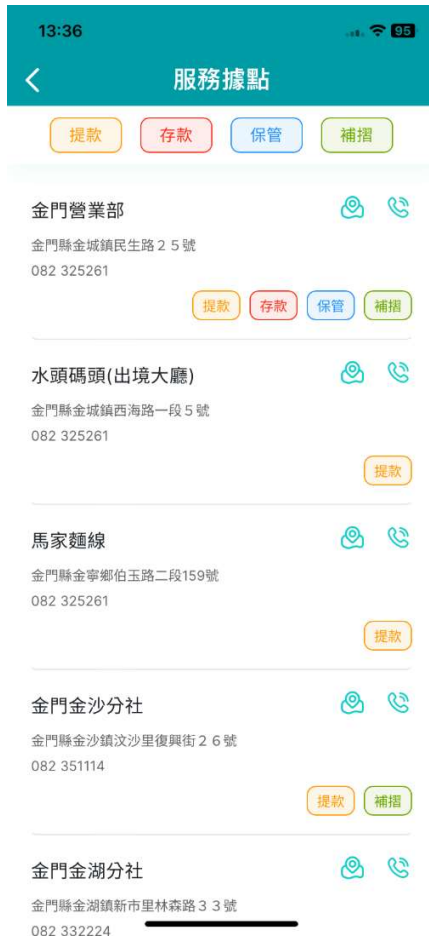 13:36
95
服務據點
提款 存款 保管 補摺
金門營業部
金門縣金城鎮民生路２５號
082 325261
提款 存款 保管 補摺
水頭碼頭(出境大廳)
金門縣金城鎮西海路一段５號
082 325261
提款
馬家麵線
金門縣金寧鄉伯玉路二段159號
082 325261
提款
金門金沙分社
金門縣金沙鎮汶沙里復興街２６號
082 351114
提款 補摺
金門金湖分社
金門縣金湖鎮新市里林森路３３號
082 332224